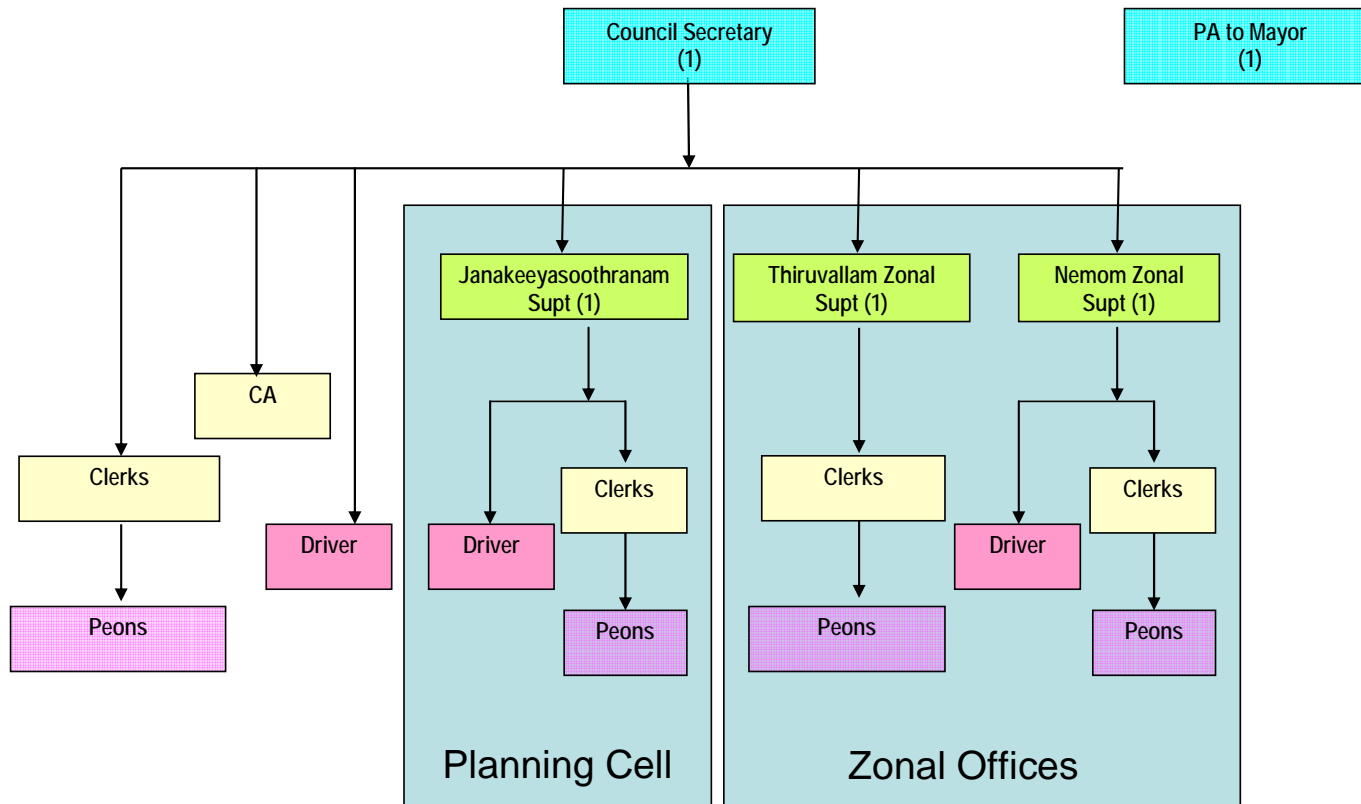 Council Secretary
(1)
PA to Mayor
(1)
Janakeeyasoothranam
Supt (1)
Thiruvallam Zonal
Supt (1)
Nemom Zonal
Supt (1)
CA
Clerks
Clerks
Clerks
Clerks
Driver
Driver
Driver
Peons
Peons
Peons
Peons
Planning Cell
Zonal Offices